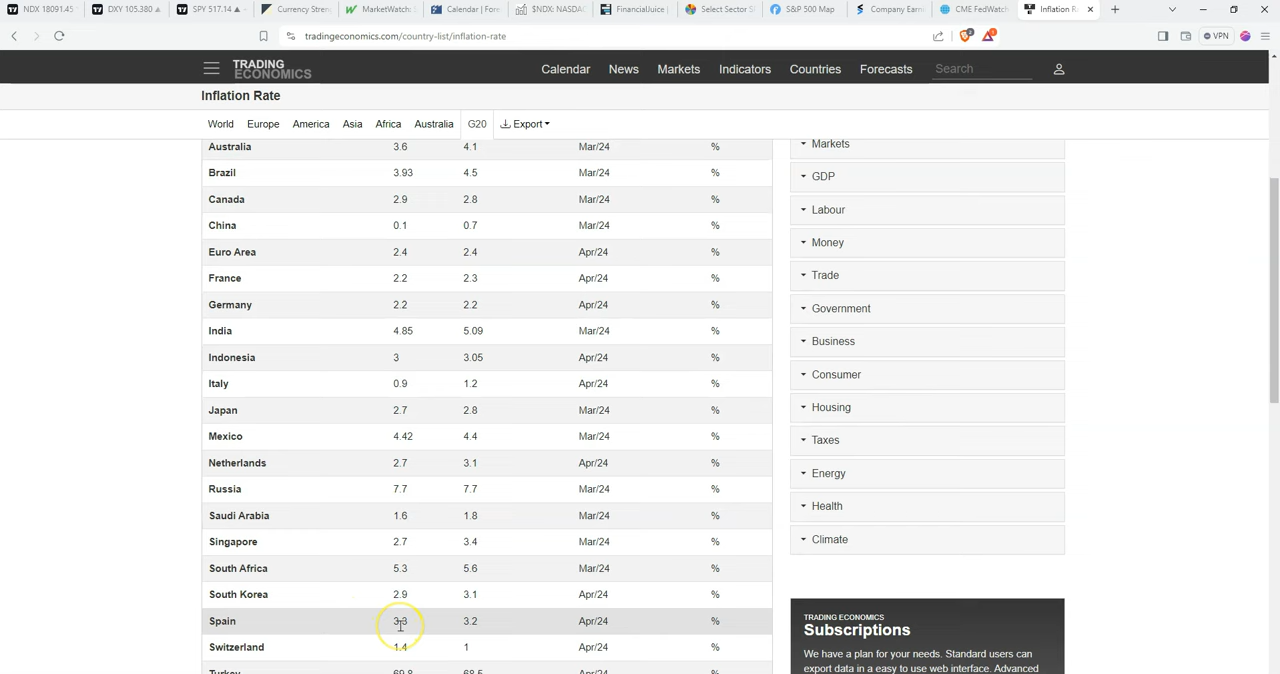 NDX 18091.45
DXY 105.380
SPY 517.14
Currency Stren
MarketWatch:
Calendar | Fore
$NDX: NASDA
FinancialJuice |
Select Sector S
S&P 500 Map
Company Earni
CME FedWatch
Inflation R
tradingeconomics.com/country-list/inflation-rate
VPN
TRADING ECONOMICS
Calendar News Markets Indicators Countries Forecasts Search
Inflation Rate
World Europe America Asia Africa Australia G20 Export
Australia 3.6 4.1 Mar/24 %
Brazil 3.93 4.5 Mar/24 %
Canada 2.9 2.8 Mar/24 %
China 0.1 0.7 Mar/24 %
Euro Area 2.4 2.4 Apr/24 %
France 2.2 2.3 Apr/24 %
Germany 2.2 2.2 Apr/24 %
India 4.85 5.09 Mar/24 %
Indonesia 3 3.05 Apr/24 %
Italy 0.9 1.2 Apr/24 %
Japan 2.7 2.8 Mar/24 %
Mexico 4.42 4.4 Mar/24 %
Netherlands 2.7 3.1 Apr/24 %
Russia 7.7 7.7 Mar/24 %
Saudi Arabia 1.6 1.8 Mar/24 %
Singapore 2.7 3.4 Mar/24 %
South Africa 5.3 5.6 Mar/24 %
South Korea 2.9 3.1 Apr/24 %
Spain 3.3 3.2 Apr/24 %
Switzerland 1.4 1 Apr/24 %
Turkey 69.8 68.5 Apr/24 %
Markets
GDP
Labour
Money
Trade
Government
Business
Consumer
Housing
Taxes
Energy
Health
Climate
TRADING ECONOMICS
Subscriptions
We have a plan for your needs. Standard users can
export data in a easy to use web interface. Advanced